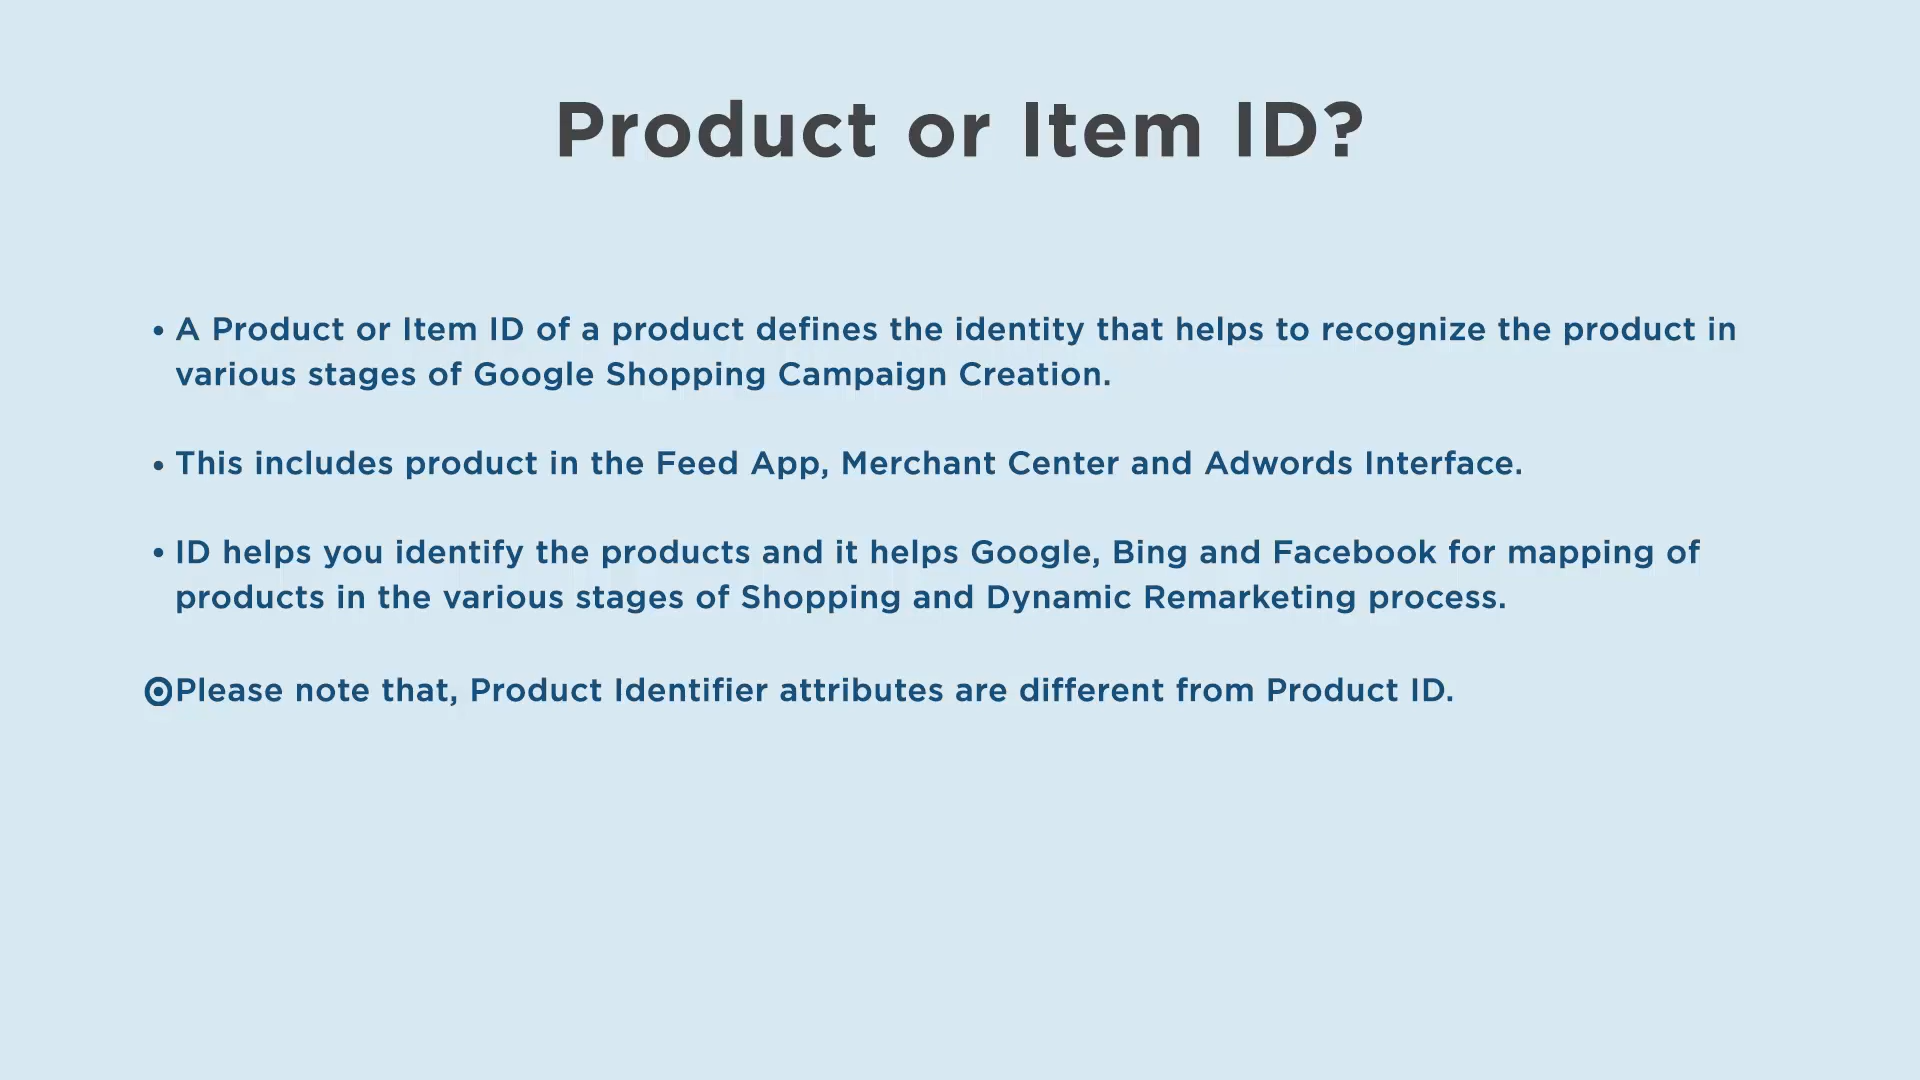 Product or Item ID?
• A Product or Item ID of a product defines the identity that helps to recognize the product in
various stages of Google Shopping Campaign Creation.
• This includes product in the Feed App, Merchant Center and Adwords Interface.
• ID helps you identify the products and it helps Google, Bing and Facebook for mapping of
products in the various stages of Shopping and Dynamic Remarketing process.
Please note that, Product Identifier attributes are different from Product ID.